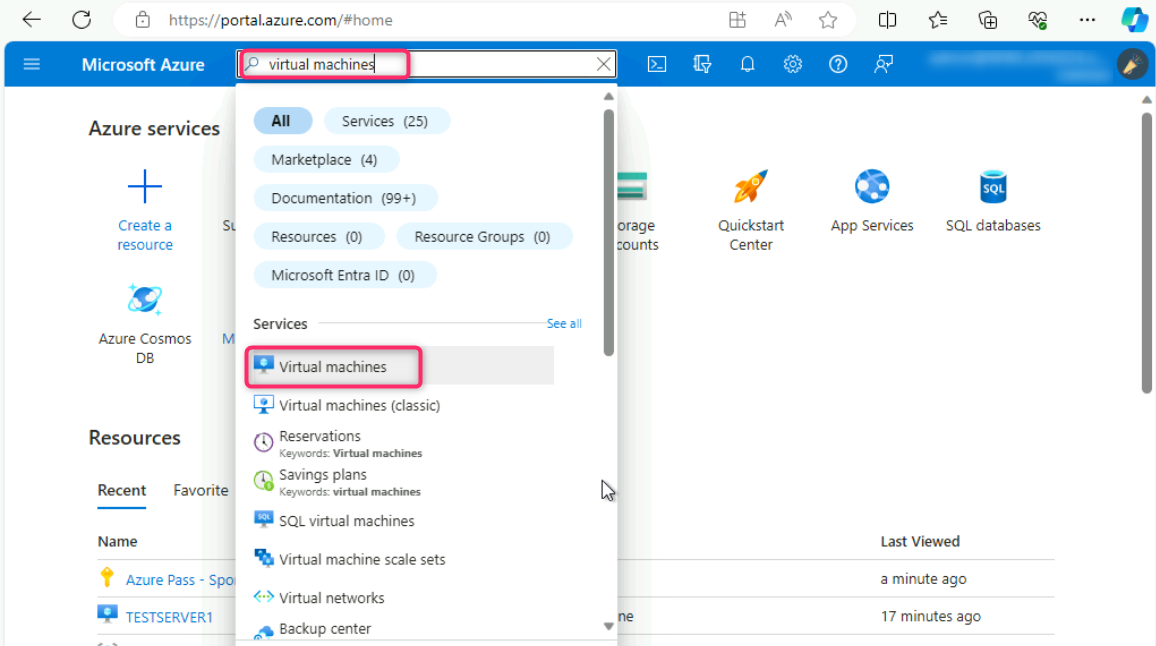 https://portal.azure.com/#home
Microsoft Azure
virtual machines
Azure services
All
Services (25)
Marketplace (4)
Documentation (99+)
Resources (0)
Resource Groups (0)
Microsoft Entra ID (0)
Create a
resource
Su
orage
counts
Quickstart
Center
App Services
SQL
SQL databases
Azure Cosmos
DB
M
Services
See all
Virtual machines
Virtual machines (classic)
Reservations
Keywords: Virtual machines
Savings plans
Keywords: virtual machines
SQL
SQL virtual machines
Virtual machine scale sets
Virtual networks
Backup center
Resources
Recent
Favorite
Name
Last Viewed
Azure Pass - Spo
a minute ago
TESTSERVER1
ne
17 minutes ago